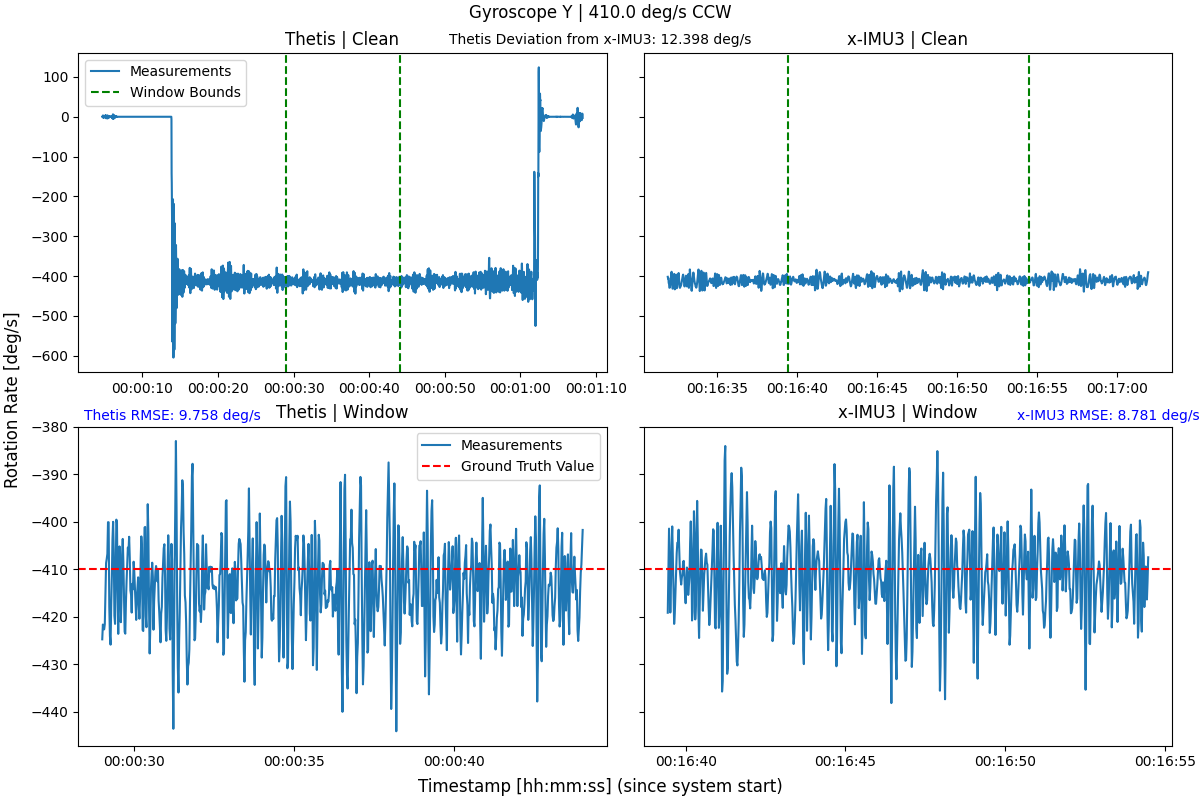 Gyroscope Y | 410.0 deg/s CCW
Thetis | Clean
Thetis Deviation from x-IMU3: 12.398 deg/s
x-IMU3 | Clean
Measurements
Window Bounds
100
0
−100
−200
−300
−400
−500
−600
00:00:10 00:00:20 00:00:30 00:00:40 00:00:50 00:01:00 00:01:10
00:16:35 00:16:40 00:16:45 00:16:50 00:16:55 00:17:00
Rotation Rate [deg/s]
Thetis RMSE: 9.758 deg/s
Thetis | Window
x-IMU3 | Window
x-IMU3 RMSE: 8.781 deg/s
Measurements
Ground Truth Value
−380
−390
−400
−410
−420
−430
−440
00:00:30 00:00:35 00:00:40
00:16:40 00:16:45 00:16:50 00:16:55
Timestamp [hh:mm:ss] (since system start)